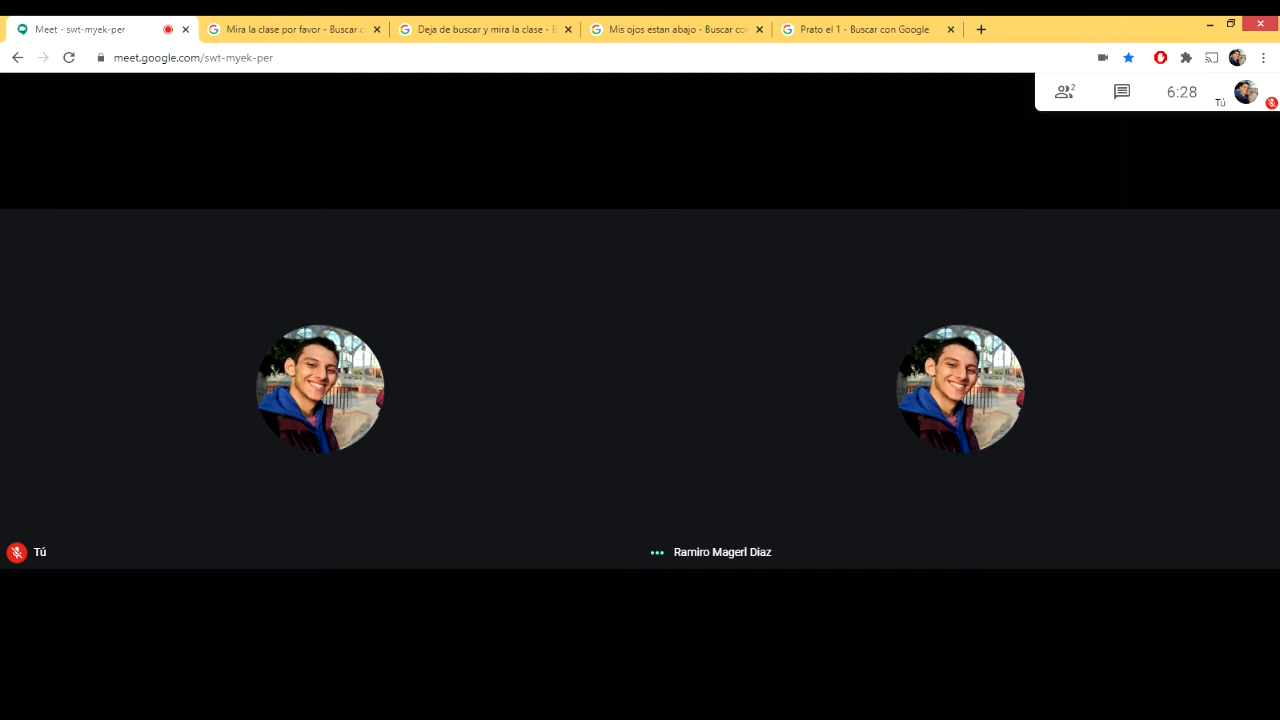 Meet - swt-myek-per
Mira la clase por favor - Buscar c
Deja de buscar y mira la clase - B
Mis ojos estan abajo - Buscar co
Prato el 1 - Buscar con Google
meet.google.com/swt-myek-per
2
6:28
Tú
Tú
Ramiro Magerl Diaz